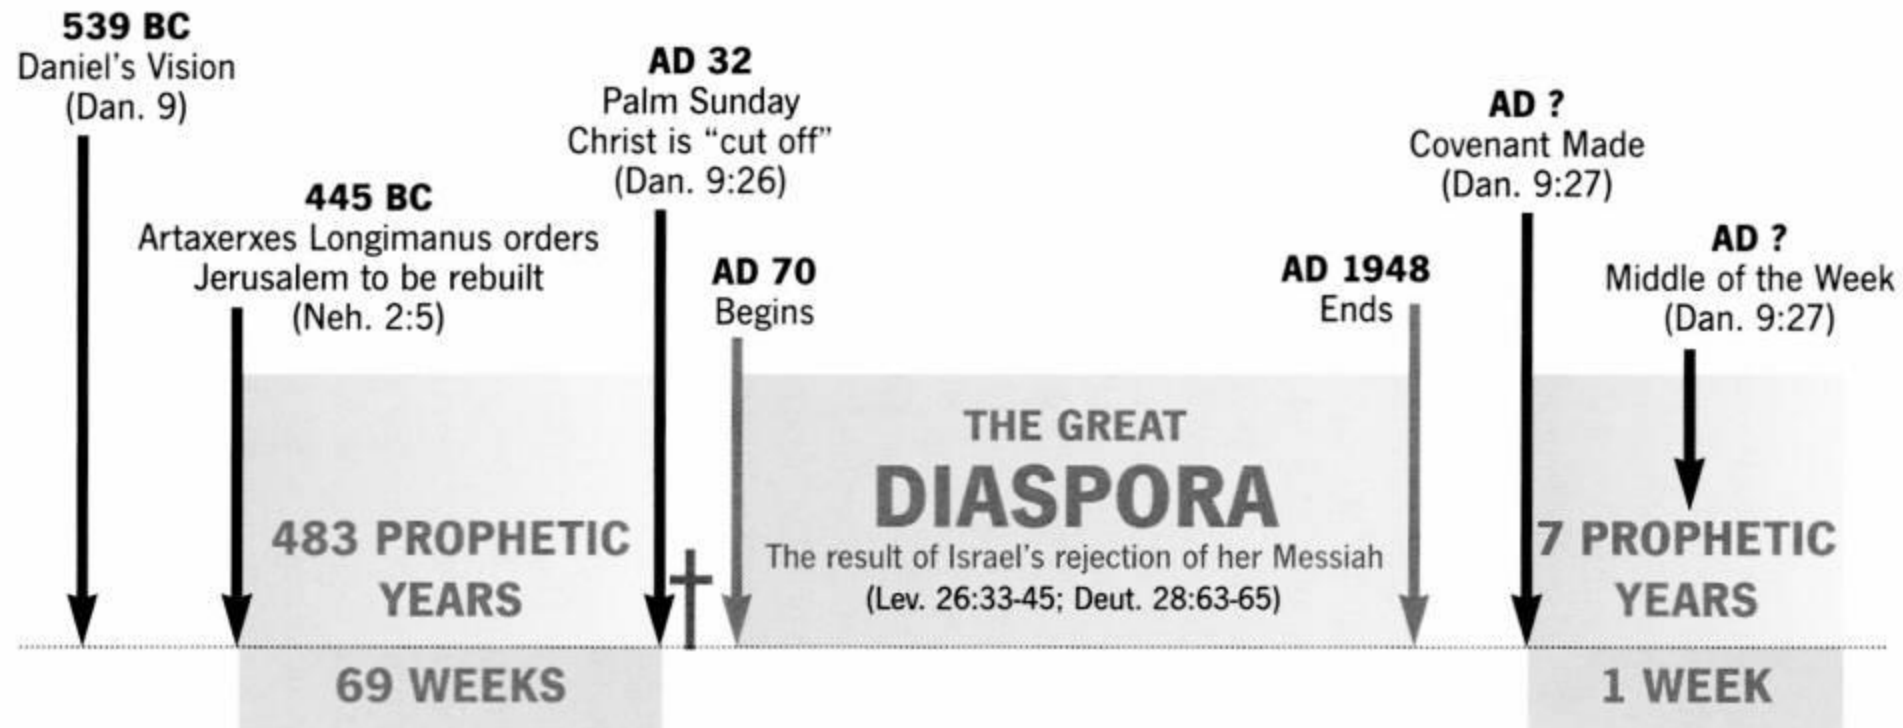 539 BC
Daniel's Vision
(Dan. 9)
445 BC
Artaxerxes Longimanus orders
Jerusalem to be rebuilt
(Neh. 2:5)
AD 32
Palm Sunday
Christ is “cut off”
(Dan. 9:26)
AD 70
Begins
AD 1948
Ends
AD ?
Covenant Made
(Dan. 9:27)
AD ?
Middle of the Week
(Dan. 9:27)
483 PROPHETIC
YEARS
69 WEEKS
THE GREAT
DIASPORA
The result of Israel's rejection of her Messiah
(Lev. 26:33-45; Deut. 28:63-65)
7 PROPHETIC
YEARS
1 WEEK